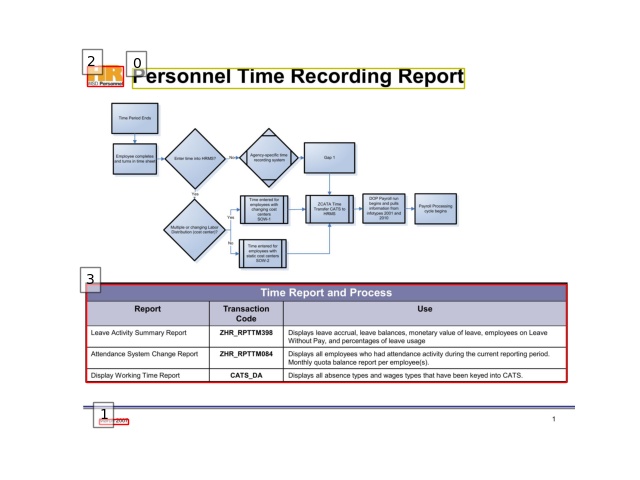 2
0
Personnel Time Recording Report
Personnel
Time Period Ends
Employee completes
and turns in time sheet
Enter time into HRMS?
No
Agency-specific time
recording system
Gap 1
Yes
Multiple or changing Labor
Distribution (cost center)?
Yes
Time entered for
employees with
changing cost
centers
SOW-1
No
Time entered for
employees with
static cost centers
SOW-2
ZCATA Time
Transfer CATS to
HRMS
DOP Payroll run
begins and pulls
information from
infotypes 2001 and
2010
Payroll Processing
cycle begins
3
Time Report and Process
Report
Transaction
Code
Use
Leave Activity Summary Report
ZHR_RPTTM398
Displays leave accrual, leave balances, monetary value of leave, employees on Leave
Without Pay, and percentages of leave usage
Attendance System Change Report
ZHR_RPTTM084
Displays all employees who had attendance activity during the current reporting period.
Monthly quota balance report per employee(s).
Display Working Time Report
CATS_DA
Displays all absence types and wages types that have been keyed into CATS.
1
2007
1